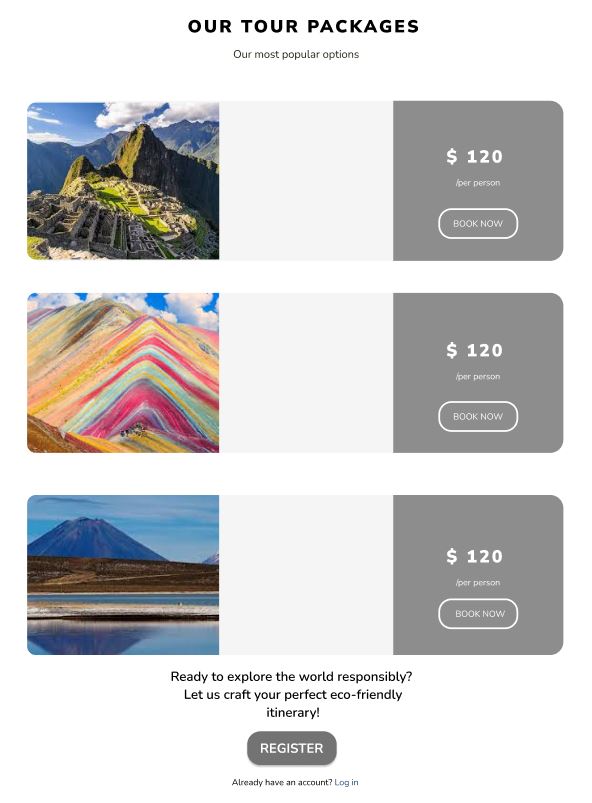 OUR TOUR PACKAGES
Our most popular options
$ 120
/per person
BOOK NOW
$ 120
/per person
BOOK NOW
$ 120
/per person
BOOK NOW
Ready to explore the world responsibly?
Let us craft your perfect eco-friendly
itinerary!
REGISTER
Already have an account? Log in